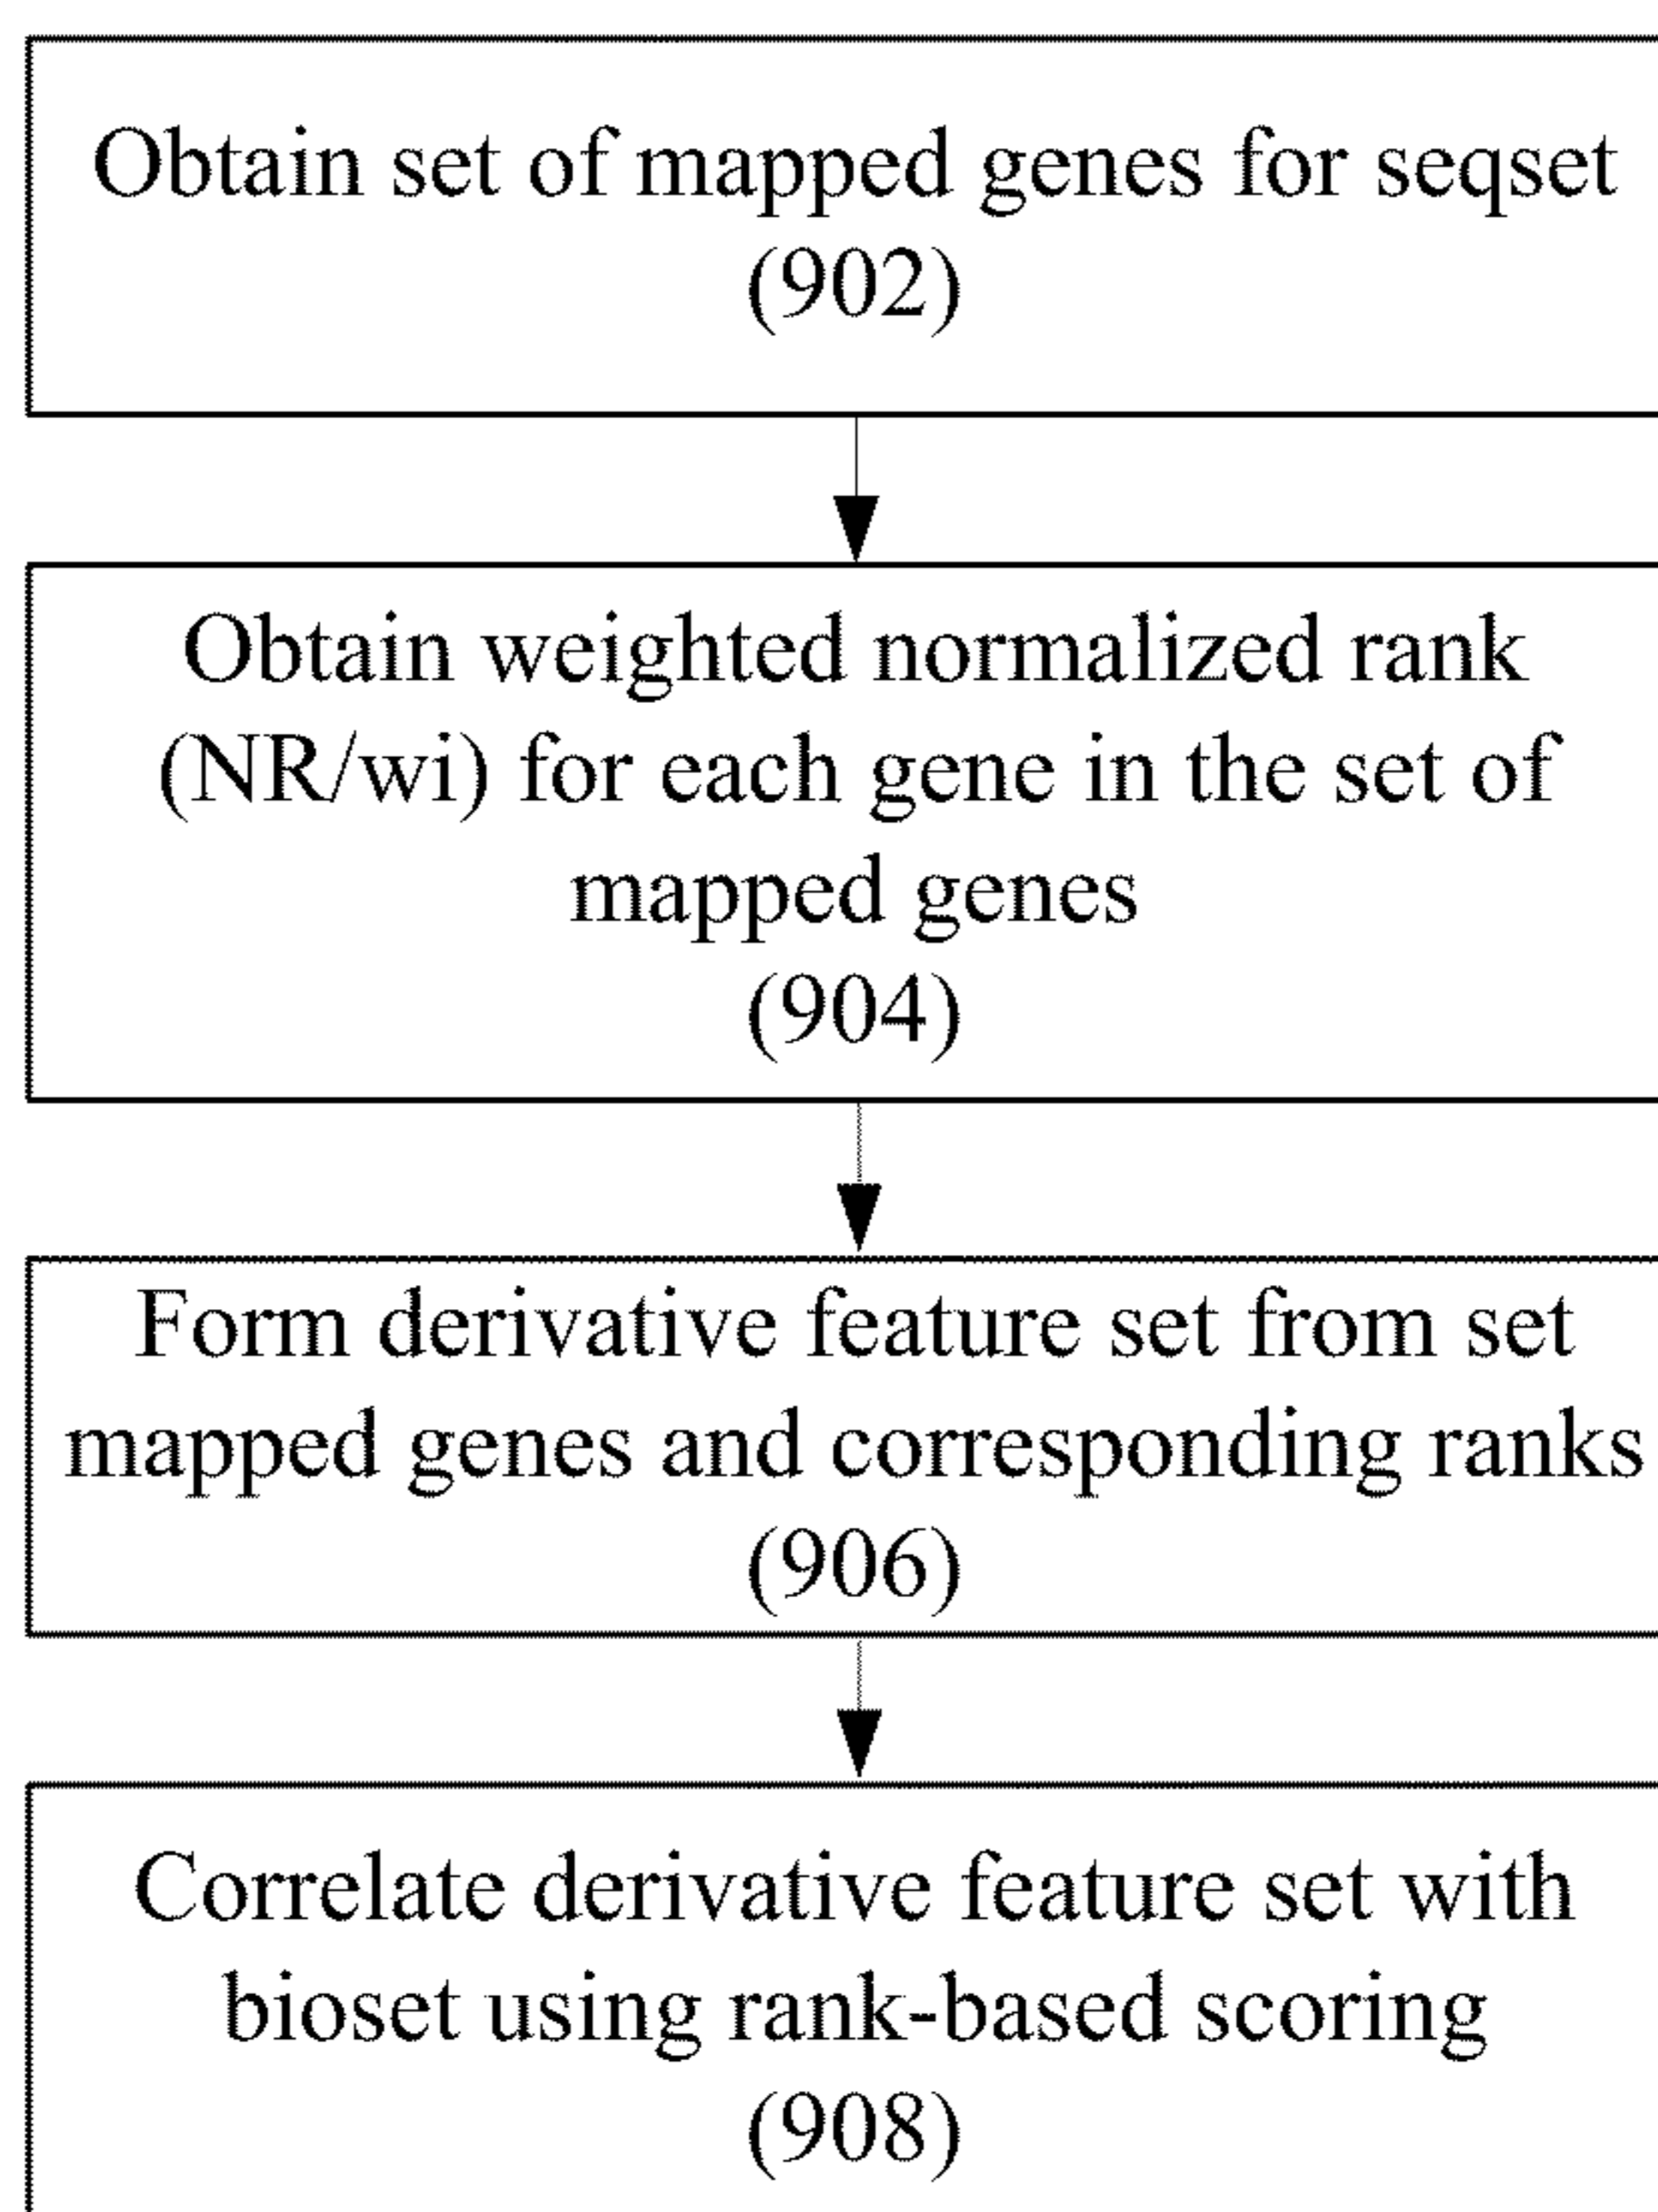 Obtain set of mapped genes for seqset
(902)
Obtain weighted normalized rank
(NR/wi) for each gene in the set of
mapped genes
(904)
Form derivative feature set from set
mapped genes and corresponding ranks
(906)
Correlate derivative feature set with
bioset using rank-based scoring
(908)